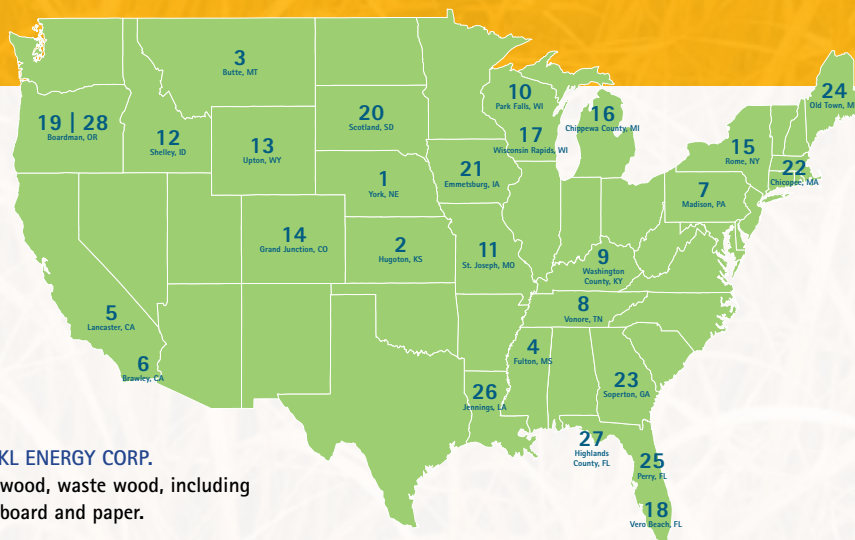 3
Butte, MT
10
Park Falls, WI
24
Old Town, M
19 | 28
Boardman, OR
12
Shelley, ID
20
Scotland, SD
16
Chippewa County, MI
13
Upton, WY
17
Wisconsin Rapids, WI
15
Rome, NY
1
York, NE
21
Emmetsburg, IA
22
Chicopee, MA
7
Madison, PA
14
Grand Junction, CO
2
Hugoton, KS
11
St. Joseph, MO
9
Washington
County, KY
5
Lancaster, CA
8
Vonore, TN
6
Brawley, CA
4
Fulton, MS
23
Soperton, GA
26
Jennings, LA
27
Highlands
County, FL
25
Perry, FL
18
Vero Beach, FL
KL ENERGY CORP.
wood, waste wood, including
board and paper.